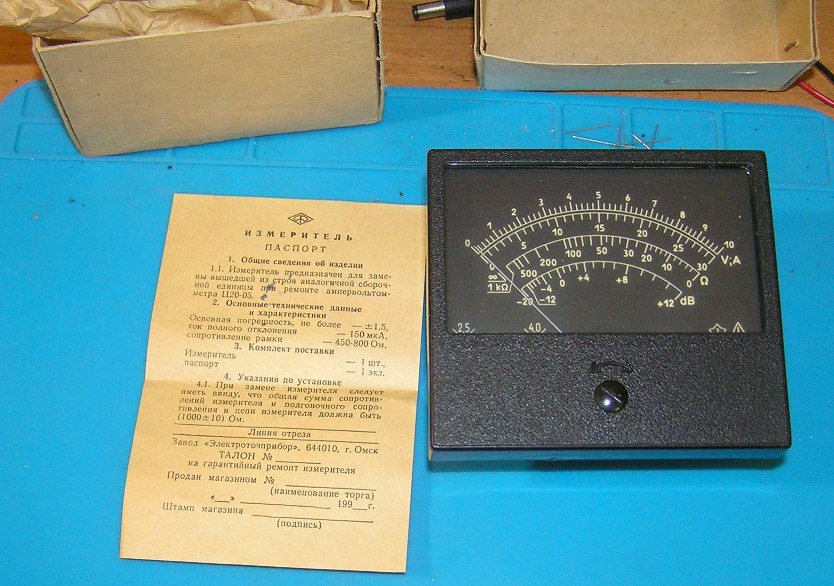 ИЗМЕРИТЕЛЬ
ПАСПОРТ
1. Общие сведения об изделии
1.1. Измеритель предназначен для заме-
ны вышедшей из строя аналогичной сбороч-
ной единицы при ремонте ампервольтом-
метра Ц20-05.
2. Основные технические данные
и характеристики
Основная погрешность, не более — ±1,5,
ток полного отклонения — 150 мкА,
сопротивление рамки — 450-800 Ом.
3. Комплект поставки
Измеритель — 1 шт.,
паспорт — 1 экз.
4. Указания по установке
4.1. При замене измерителя следует
иметь ввиду, что общая сумма сопротив-
лений измерителя и подгоночного сопро-
тивления в цепи измерителя должна быть
(1000±10) Ом.
Линия отреза
Завод «Электроточприбор», 644010, г. Омск
ТАЛОН №
на гарантийный ремонт измерителя
Продан магазином №
(наименование торга)
«__» 199__г.
Штамп магазина
(подпись)
0 1 2 3 4 5 6 7 8 9 10 V;A
5 10 15 20 25 30
∞ 500 200 100 50 30 20 10 0 Ω
1 kΩ
-20 -12 -4 0 +4 +8 +12 dB
2,5 4,0